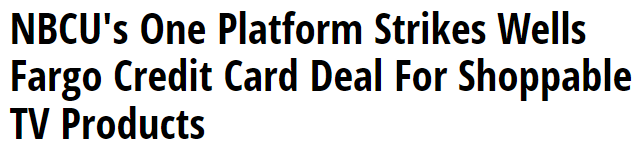 NBCU's One Platform Strikes Wells
Fargo Credit Card Deal For Shoppable
TV Products